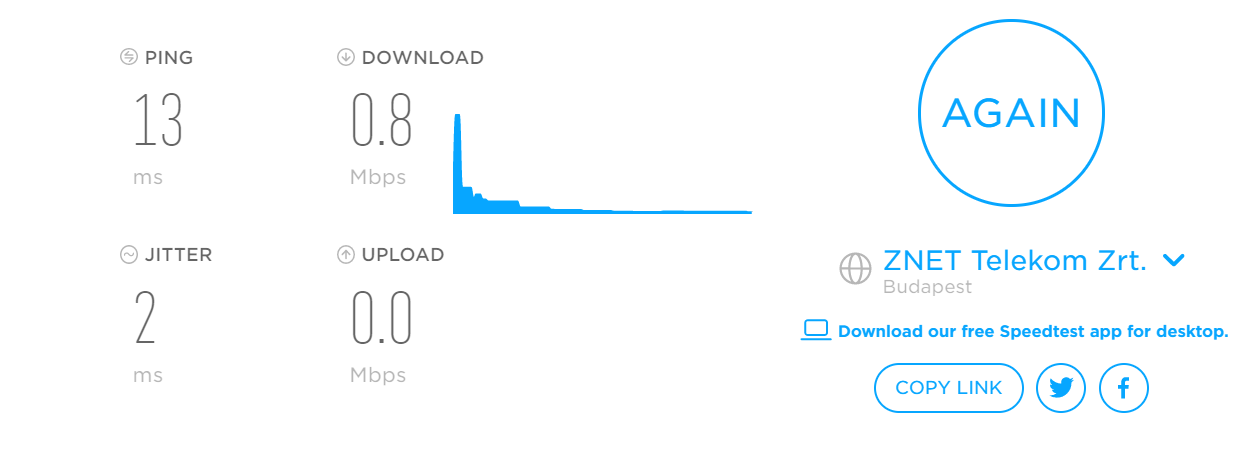 PING
13
ms
DOWNLOAD
0.8
Mbps
JITTER
2
ms
UPLOAD
0.0
Mbps
AGAIN
ZNET Telekom Zrt.
Budapest
Download our free Speedtest app for desktop.
COPY LINK